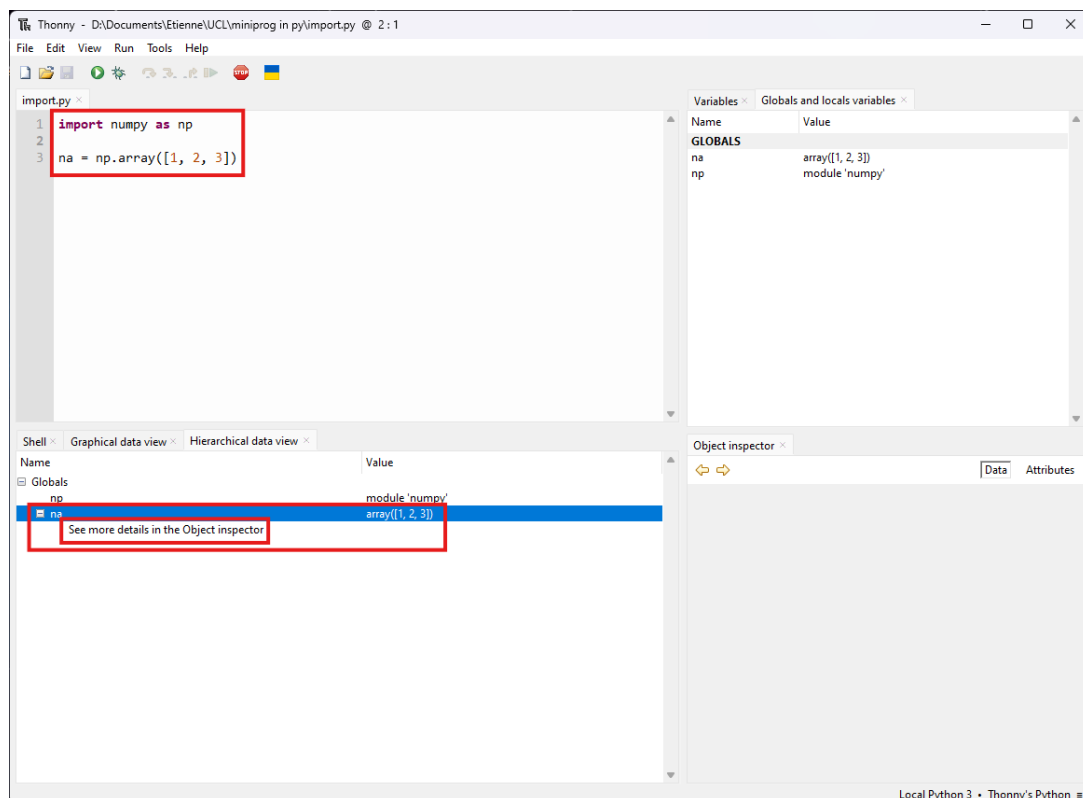 Thonny - D:\Documents\Etienne\UCL\miniprog in py\import.py @ 2:1
File Edit View Run Tools Help
STOP
import.py ×
1 import numpy as np
2
3 na = np.array([1, 2, 3])
Variables × Globals and locals variables ×
Name Value
GLOBALS
na array([1, 2, 3])
np module 'numpy'
Shell × Graphical data view × Hierarchical data view ×
Name Value
Globals
np module 'numpy'
na array([1, 2, 3])
See more details in the Object inspector
Object inspector ×
Data Attributes
Local Python 3 • Thonny's Python ≡